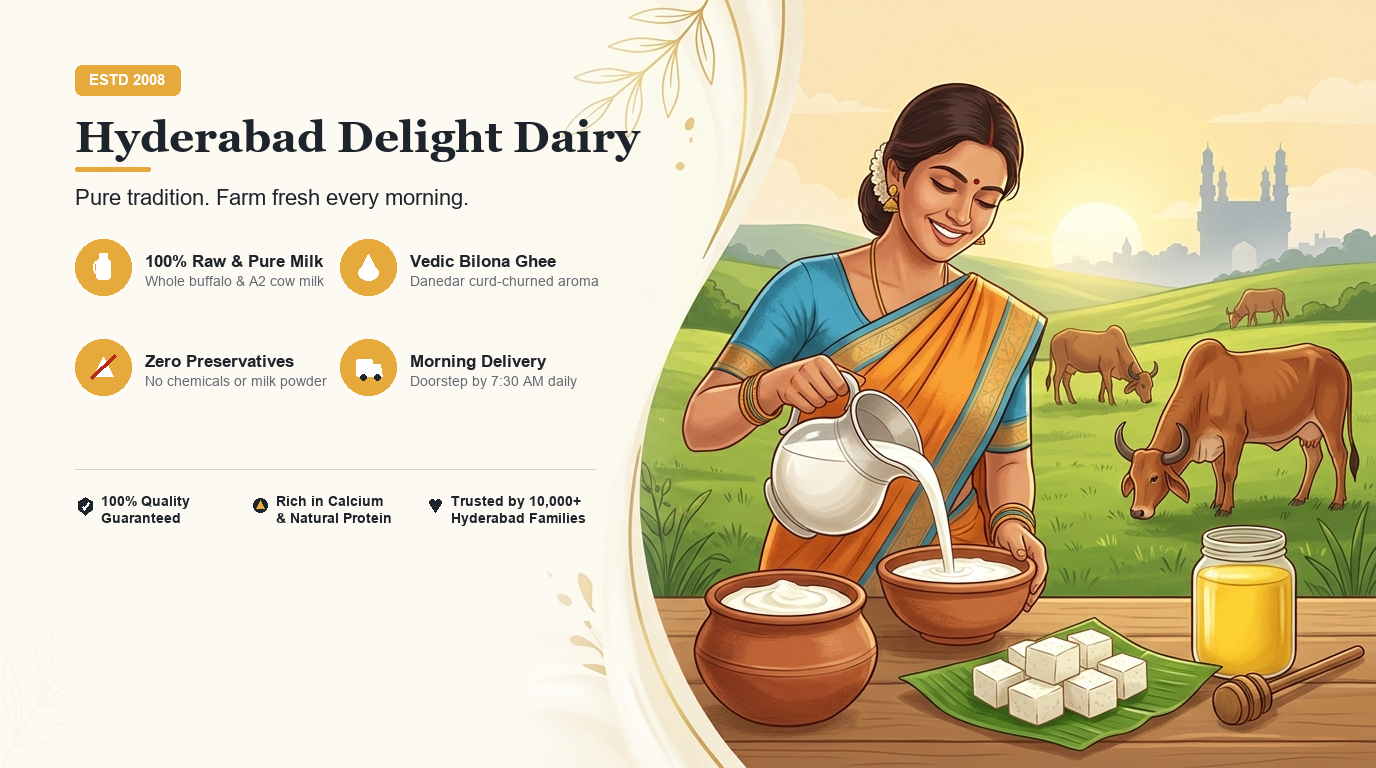 ESTD 2008
Hyderabad Delight Dairy
Pure tradition. Farm fresh every morning.
100% Raw & Pure Milk
Whole buffalo & A2 cow milk
Vedic Bilona Ghee
Danedar curd-churned aroma
Zero Preservatives
No chemicals or milk powder
Morning Delivery
Doorstep by 7:30 AM daily
100% Quality
Guaranteed
Rich in Calcium
& Natural Protein
Trusted by 10,000+
Hyderabad Families